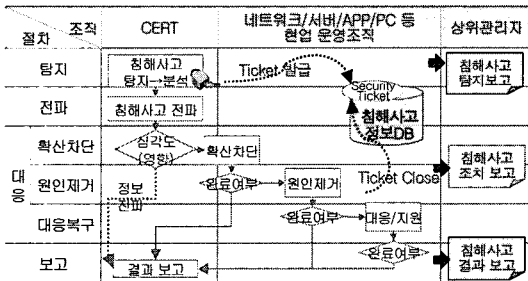 조직
절차
CERT
네트워크/서버/APP/PC 등
현업 운영조직
상위관리자
탐지
침해사고
탐지→분석
Ticket 발급
침해사고
탐지보고
전파
침해사고 전파
Security
Ticket
침해사고
정보DB
대응
확산차단
심각도
(영향)
확산차단
Ticket Close
침해사고
조치 보고
원인제거
정보
전파
완료여부
원인제거
대응복구
완료여부
대응/지원
보고
결과 보고
완료여부
침해사고
결과 보고